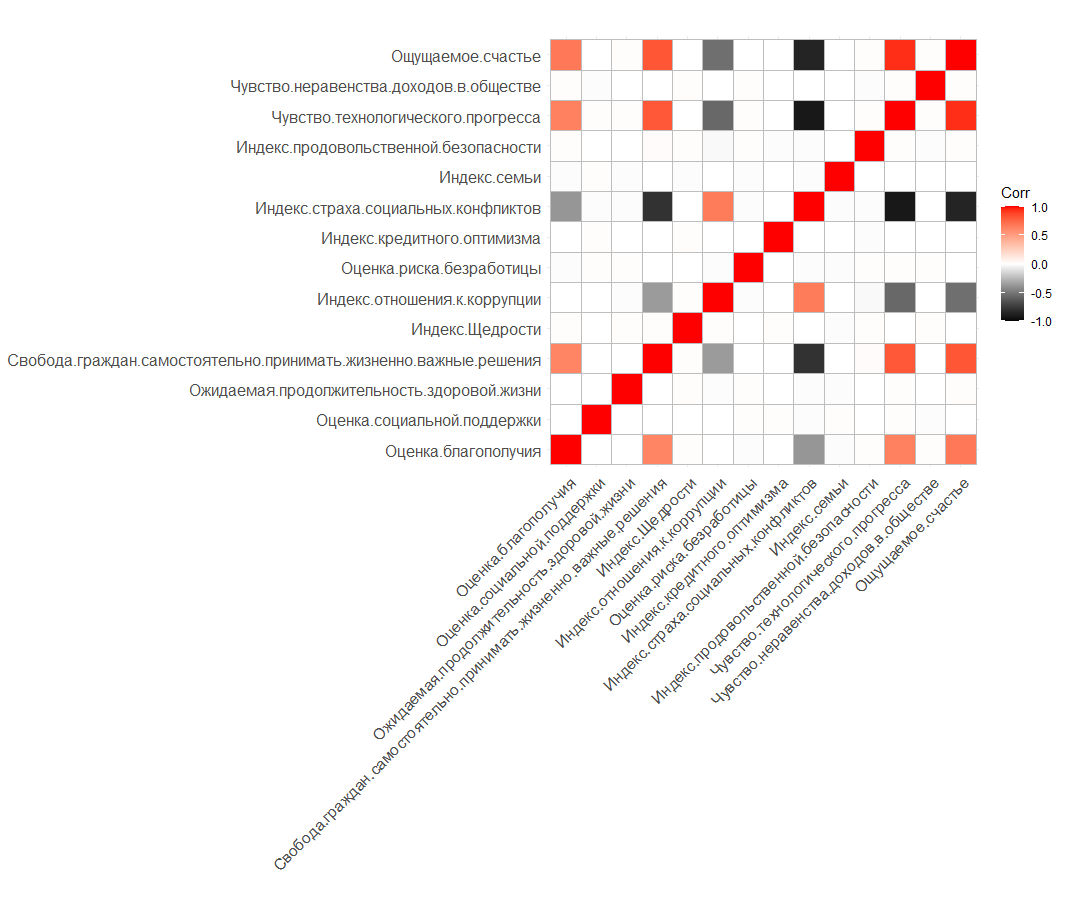 Ощущаемое.счастье
Чувство.неравенства.доходов.в.обществе
Чувство.технологического.прогресса
Индекс.продовольственной.безопасности
Индекс.семьи
Индекс.страха.социальных.конфликтов
Индекс.кредитного.оптимизма
Оценка.риска.безработицы
Индекс.отношения.к.коррупции
Индекс.Щедрости
Свобода.граждан.самостоятельно.принимать.жизненно.важные.решения
Ожидаемая.продолжительность.здоровой.жизни
Оценка.социальной.поддержки
Оценка.благополучия
Оценка.благополучия
Оценка.социальной.поддержки
Ожидаемая.продолжительность.здоровой.жизни
Свобода.граждан.самостоятельно.принимать.жизненно.важные.решения
Индекс.Щедрости
Индекс.отношения.к.коррупции
Оценка.риска.безработицы
Индекс.кредитного.оптимизма
Индекс.страха.социальных.конфликтов
Индекс.семьи
Индекс.продовольственной.безопасности
Чувство.технологического.прогресса
Чувство.неравенства.доходов.в.обществе
Ощущаемое.счастье
Corr
1.0
0.5
0.0
-0.5
-1.0